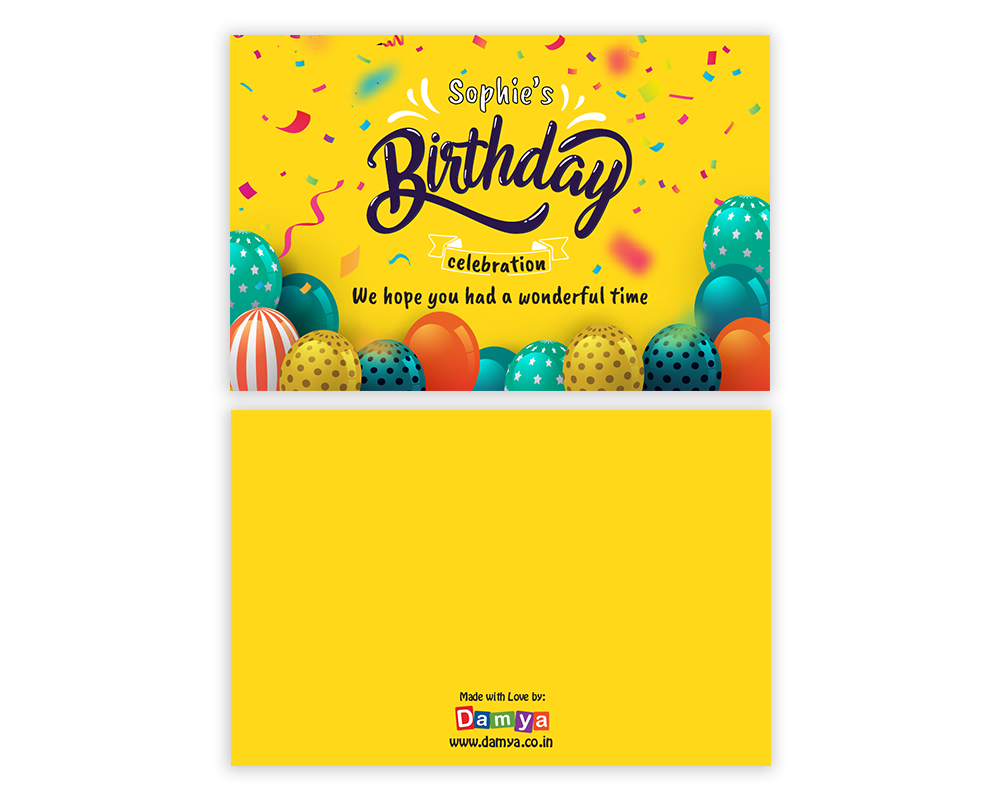 Sophie's
Birthday
celebration
We hope you had a wonderful time
Made with Love by:
Damya
www.damya.co.in